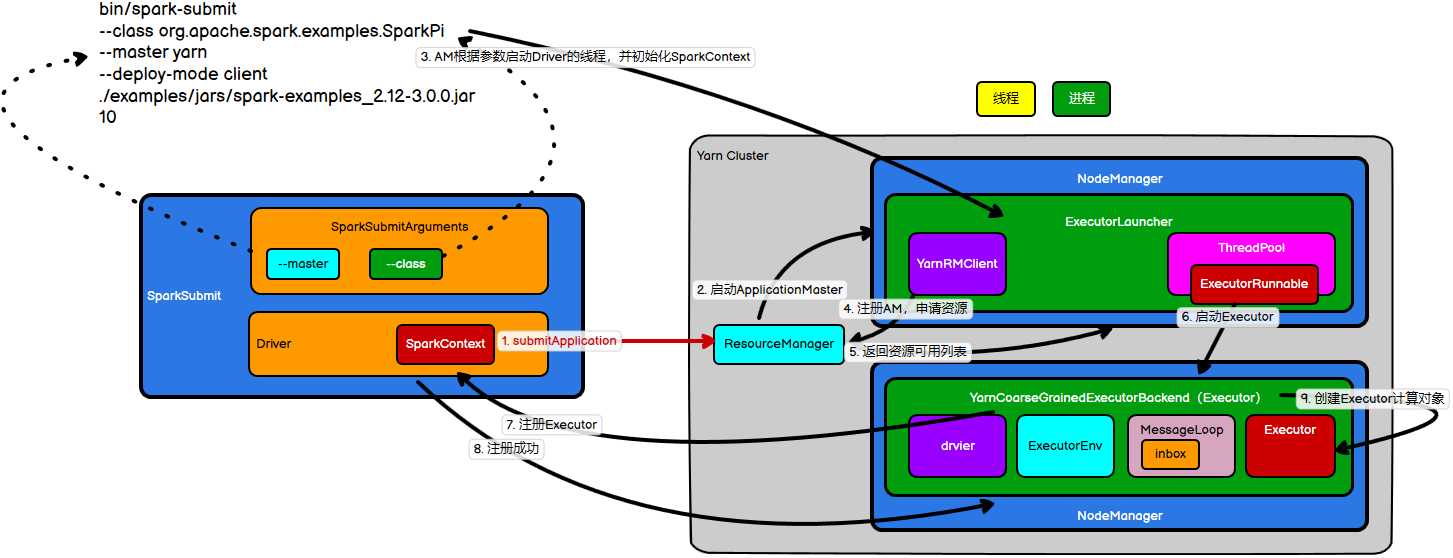 bin/spark-submit
--class org.apache.spark.examples.SparkPi
--master yarn
--deploy-mode client
./examples/jars/spark-examples_2.12-3.0.0.jar
10
3. AM根据参数启动Driver的线程，并初始化SparkContext
线程
进程
Yarn Cluster
NodeManager
ExecutorLauncher
YarnRMClient
ThreadPool
ExecutorRunnable
SparkSubmitArguments
--master
--class
SparkSubmit
Driver
SparkContext
1. submitApplication
2. 启动ApplicationMaster
4. 注册AM，申请资源
ResourceManager
5. 返回资源可用列表
6. 启动Executor
YarnCoarseGrainedExecutorBackend（Executor）
9. 创建Executor计算对象
7. 注册Executor
8. 注册成功
drvier
ExecutorEnv
MessageLoop
inbox
Executor
NodeManager